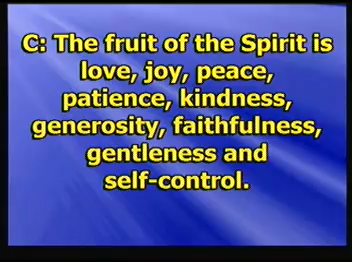 C: The fruit of the Spirit is
love, joy, peace,
patience, kindness,
generosity, faithfulness,
gentleness and
self-control.